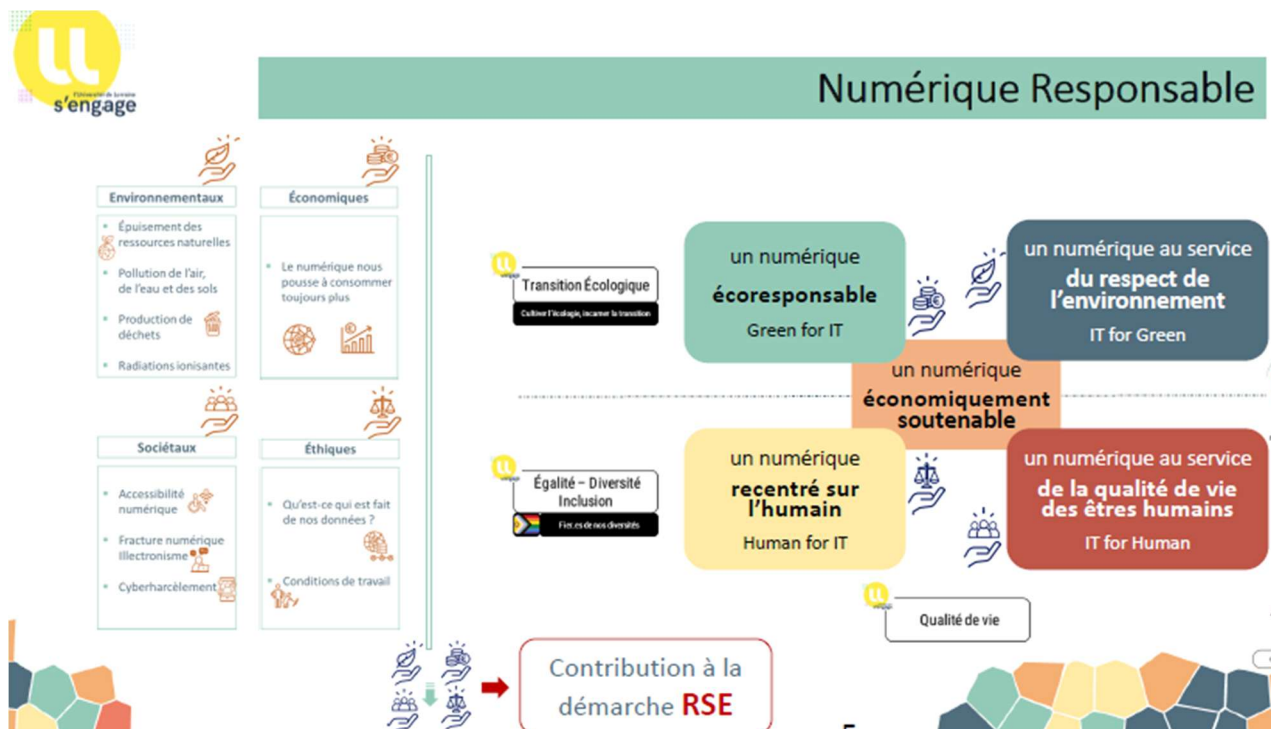 l'Université de Lorraine
s'engage
Numérique Responsable
Environnementaux
Épuisement des
ressources naturelles
Pollution de l'air,
de l'eau et des sols
Production de
déchets
Radiations ionisantes
Économiques
Le numérique nous
pousse à consommer
toujours plus
Sociétaux
Accessibilité
numérique
Fracture numérique
Illectronisme
Cyberharcèlement
Éthiques
Qu'est-ce qui est fait
de nos données ?
Conditions de travail
Transition Écologique
Cultiver l'écologie, incarner la transition
un numérique
écoresponsable
Green for IT
un numérique au service
du respect de
l'environnement
IT for Green
un numérique
économiquement
soutenable
Égalité – Diversité
Inclusion
Fier.es de nos diversités
un numérique
recentré sur
l'humain
Human for IT
un numérique au service
de la qualité de vie
des êtres humains
IT for Human
Qualité de vie
Contribution à la
démarche RSE